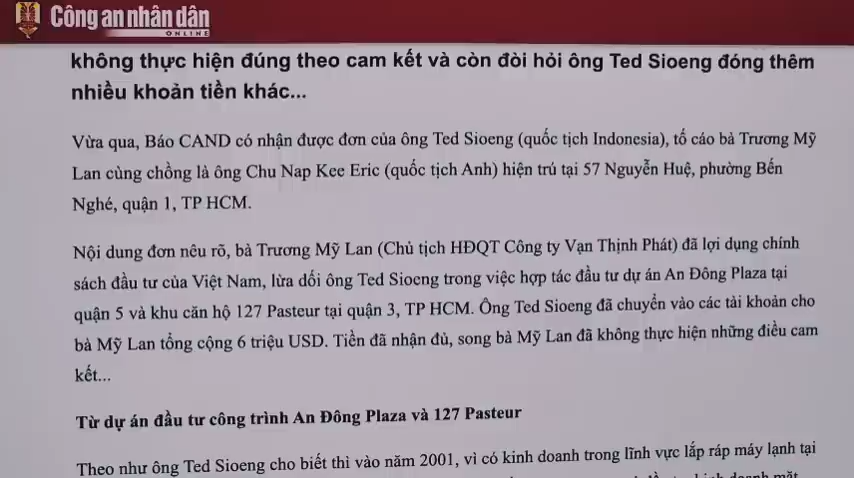 Công an nhân dân
ONLINE
không thực hiện đúng theo cam kết và còn đòi hỏi ông Ted Sioeng đóng thêm
nhiều khoản tiền khác...
Vừa qua, Báo CAND có nhận được đơn của ông Ted Sioeng (quốc tịch Indonesia), tố cáo bà Trương Mỹ
Lan cùng chồng là ông Chu Nap Kee Eric (quốc tịch Anh) hiện trú tại 57 Nguyễn Huệ, phường Bến
Nghé, quận 1, TP HCM.
Nội dung đơn nêu rõ, bà Trương Mỹ Lan (Chủ tịch HĐQT Công ty Vạn Thịnh Phát) đã lợi dụng chính
sách đầu tư của Việt Nam, lừa dối ông Ted Sioeng trong việc hợp tác đầu tư dự án An Đông Plaza tại
quận 5 và khu căn hộ 127 Pasteur tại quận 3, TP HCM. Ông Ted Sioeng đã chuyển vào các tài khoản cho
bà Mỹ Lan tổng cộng 6 triệu USD. Tiền đã nhận đủ, song bà Mỹ Lan đã không thực hiện những điều cam
kết...
Từ dự án đầu tư công trình An Đông Plaza và 127 Pasteur
Theo như ông Ted Sioeng cho biết thì vào năm 2001, vì có kinh doanh trong lĩnh vực lắp ráp máy lạnh tại
kinh doanh mặt